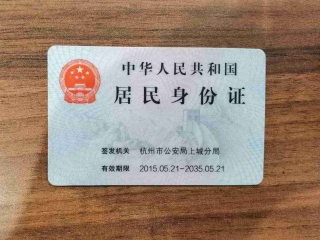 中华人民共和国
居民身份证
签发机关 杭州市公安局上城分局
有效期限 2015.05.21-2035.05.21